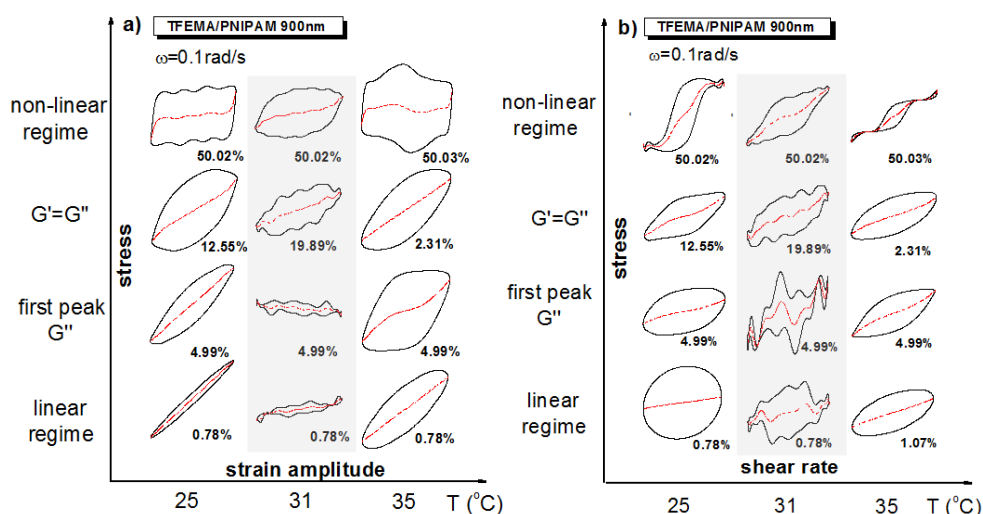 a)
TFEMA/PNIPAM 900nm
ω=0.1rad/s
non-linear
regime
50.02%
50.02%
50.03%
G'=G''
12.55%
19.89%
2.31%
first peak
G''
4.99%
4.99%
4.99%
linear
regime
0.78%
0.78%
0.78%
stress
strain amplitude
25
31
35
T (°C)
b)
TFEMA/PNIPAM 900nm
ω=0.1rad/s
non-linear
regime
50.02%
50.02%
50.03%
G'=G''
12.55%
19.89%
2.31%
first peak
G''
4.99%
4.99%
4.99%
linear
regime
0.78%
0.78%
1.07%
stress
shear rate
25
31
35
T (°C)